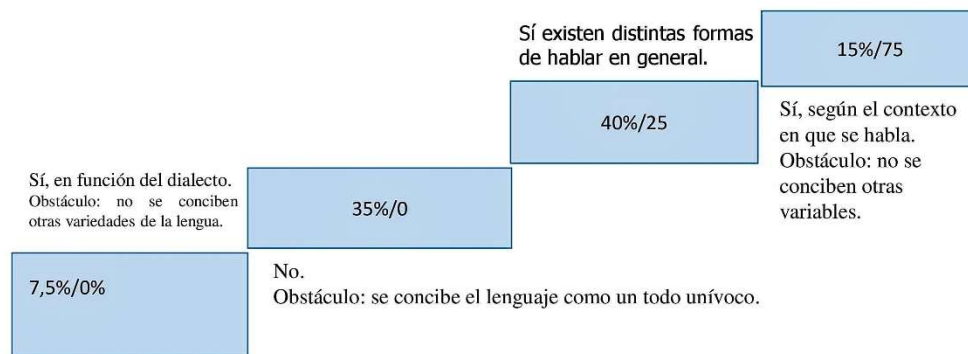 Sí existen distintas formas
de hablar en general.
15%/75
40%/25
Sí, según el contexto
en que se habla.
Obstáculo: no se
conciben otras
variables.
Sí, en función del dialecto.
Obstáculo: no se conciben
otras variedades de la lengua.
35%/0
No.
Obstáculo: se concibe el lenguaje como un todo unívoco.
7,5%/0%